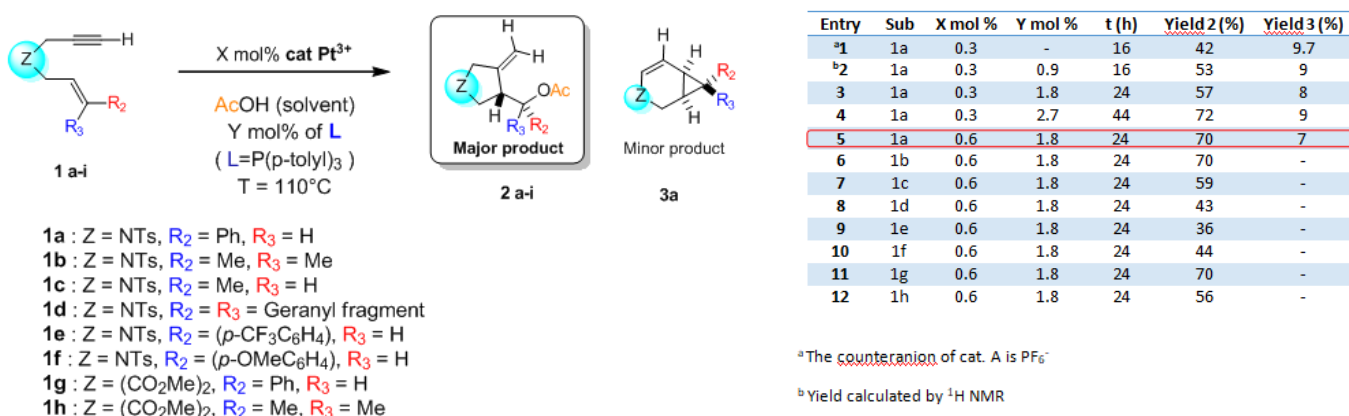 Z
H
R2
R3
1 a-i
X mol% cat Pt3+
AcOH (solvent)
Y mol% of L
( L=P(p-tolyl)3 )
T = 110°C
H
H
Z
OAc
H
R3
R2
Major product
2 a-i
H
H
R2
Z
R3
H
Minor product
3a
1a : Z = NTs, R2 = Ph, R3 = H
1b : Z = NTs, R2 = Me, R3 = Me
1c : Z = NTs, R2 = Me, R3 = H
1d : Z = NTs, R2 = R3 = Geranyl fragment
1e : Z = NTs, R2 = (p-CF3C6H4), R3 = H
1f : Z = NTs, R2 = (p-OMeC6H4), R3 = H
1g : Z = (CO2Me)2, R2 = Ph, R3 = H
1h : Z = (CO2Me)2, R2 = Me, R3 = Me
Entry Sub X mol % Y mol % t (h) Yield 2 (%) Yield 3 (%)
a1 1a 0.3 - 16 42 9.7
b2 1a 0.3 0.9 16 53 9
3 1a 0.3 1.8 24 57 8
4 1a 0.3 2.7 44 72 9
5 1a 0.6 1.8 24 70 7
6 1b 0.6 1.8 24 70 -
7 1c 0.6 1.8 24 59 -
8 1d 0.6 1.8 24 43 -
9 1e 0.6 1.8 24 36 -
10 1f 0.6 1.8 24 44 -
11 1g 0.6 1.8 24 70 -
12 1h 0.6 1.8 24 56 -
a The counteranion of cat. A is PF6-
b Yield calculated by 1H NMR